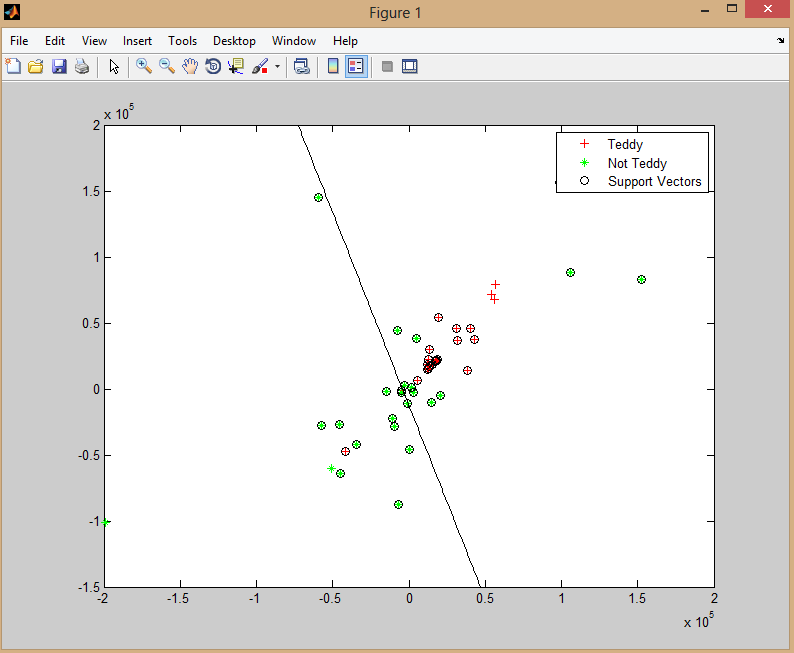 Figure 1
File Edit View Insert Tools Desktop Window Help
x 10^5
2
1.5
1
0.5
0
-0.5
-1
-1.5
Teddy
Not Teddy
Support Vectors
-2 -1.5 -1 -0.5 0 0.5 1 1.5 2
x 10^5